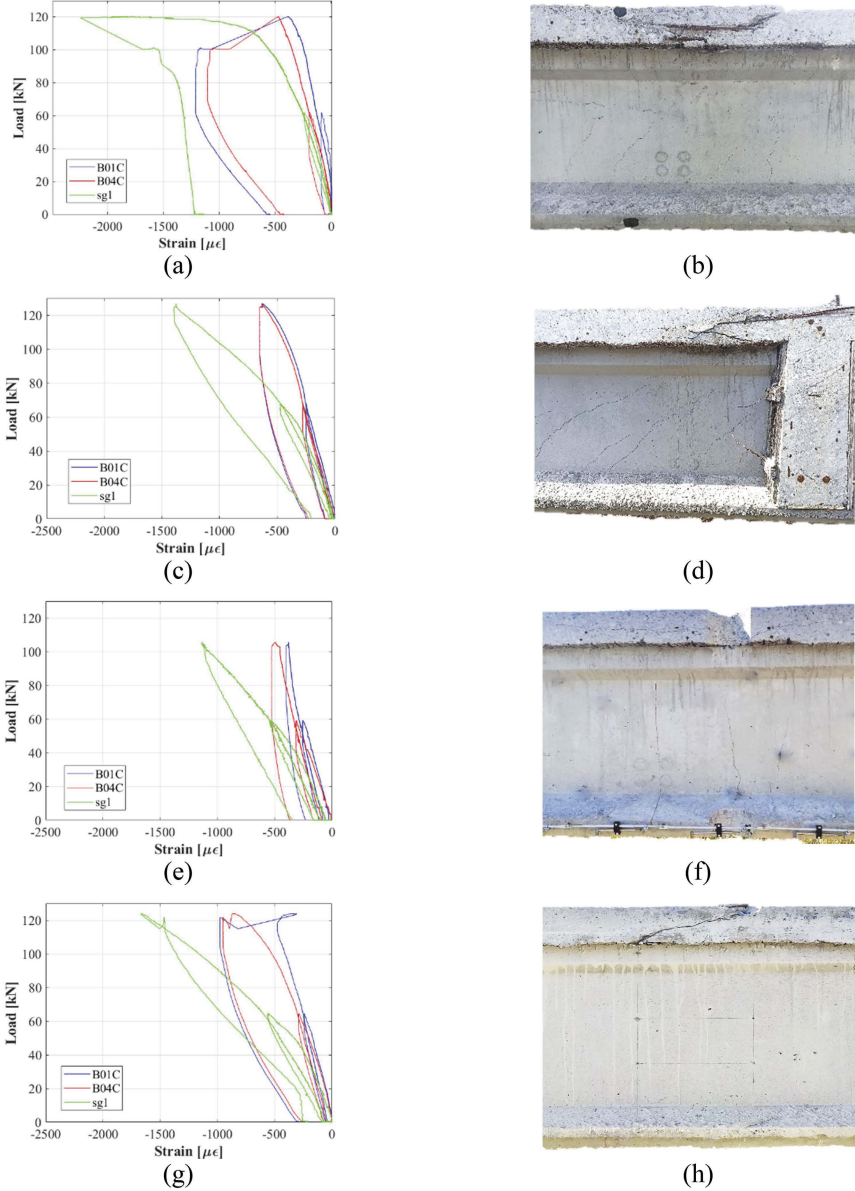 120
100
80
60
40
20
0
Load [kN]
B01C
B04C
sg1
-2000
-1500
-1000
-500
0
Strain [με]
(a)
(b)
120
100
80
60
40
20
0
Load [kN]
B01C
B04C
sg1
-2500
-2000
-1500
-1000
-500
0
Strain [με]
(c)
(d)
120
100
80
60
40
20
0
Load [kN]
B01C
B04C
sg1
-2500
-2000
-1500
-1000
-500
0
Strain [με]
(e)
(f)
120
100
80
60
40
20
0
Load [kN]
B01C
B04C
sg1
-2500
-2000
-1500
-1000
-500
0
Strain [με]
(g)
(h)